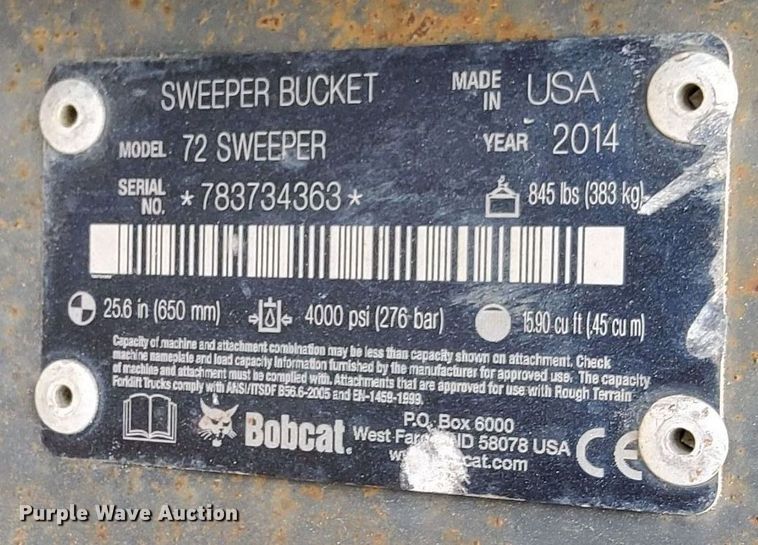 SWEEPER BUCKET MADE IN USA
MODEL 72 SWEEPER YEAR 2014
SERIAL NO. *783734363* 845 lbs (383 kg)
25.6 in (650 mm) 4000 psi (276 bar) 15.90 cu ft (.45 cu m)
Capacity of machine and attachment combination may be less than capacity shown on attachment. Check
machine nameplate and load capacity information furnished by the manufacturer for approved use. The capacity
of machine and attachment must be complied with. Attachments that are approved for use with Rough Terrain
Forklift Trucks comply with ANSI/ITSDF B56.6-2005 and EN-1459-1999.
Bobcat.
P.O. Box 6000
West Fargo, ND 58078 USA
CE
Purple Wave Auction